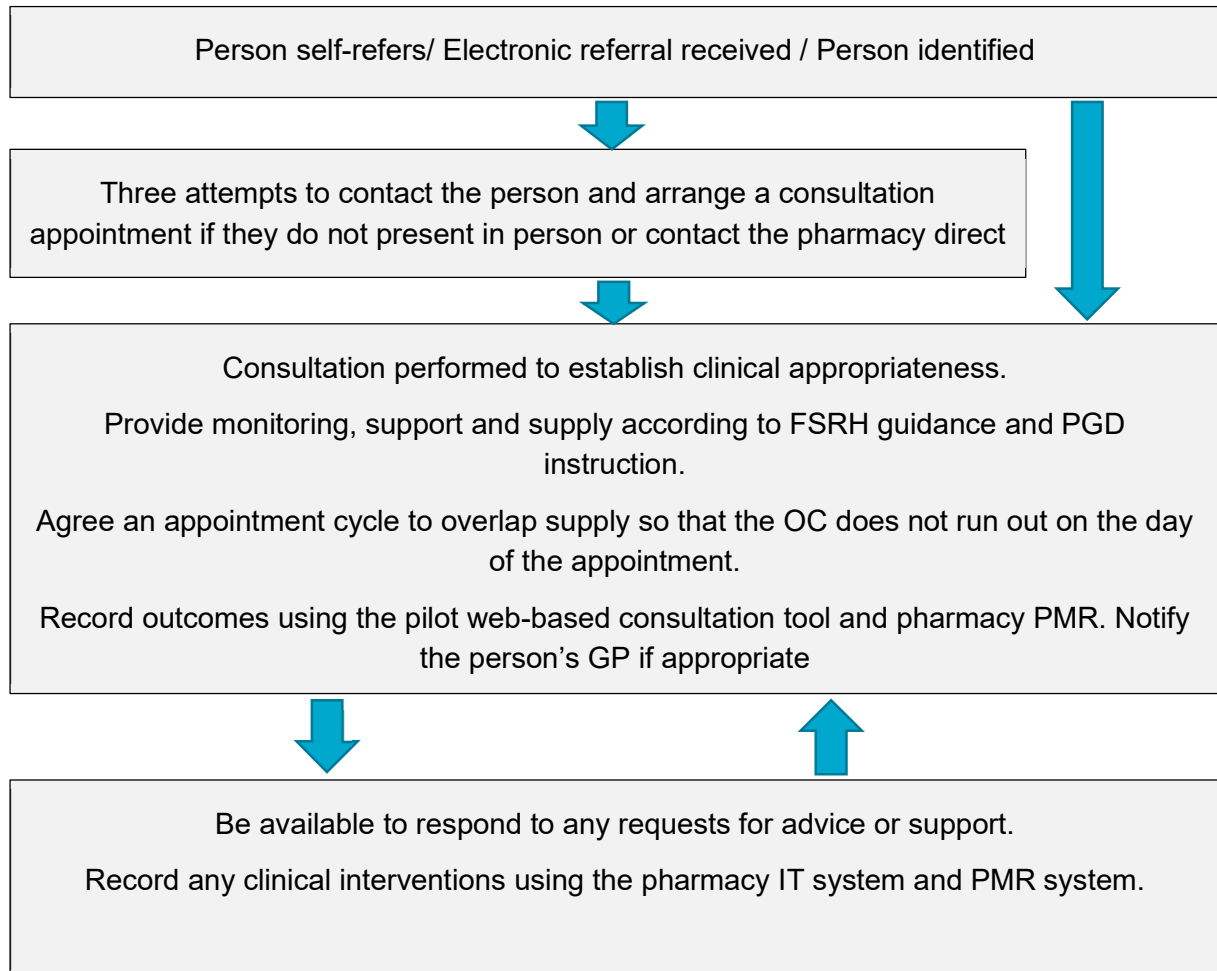 Person self-refers/ Electronic referral received / Person identified
Three attempts to contact the person and arrange a consultation
appointment if they do not present in person or contact the pharmacy direct
Consultation performed to establish clinical appropriateness.
Provide monitoring, support and supply according to FSRH guidance and PGD
instruction.
Agree an appointment cycle to overlap supply so that the OC does not run out on the day
of the appointment.
Record outcomes using the pilot web-based consultation tool and pharmacy PMR. Notify
the person’s GP if appropriate
Be available to respond to any requests for advice or support.
Record any clinical interventions using the pharmacy IT system and PMR system.